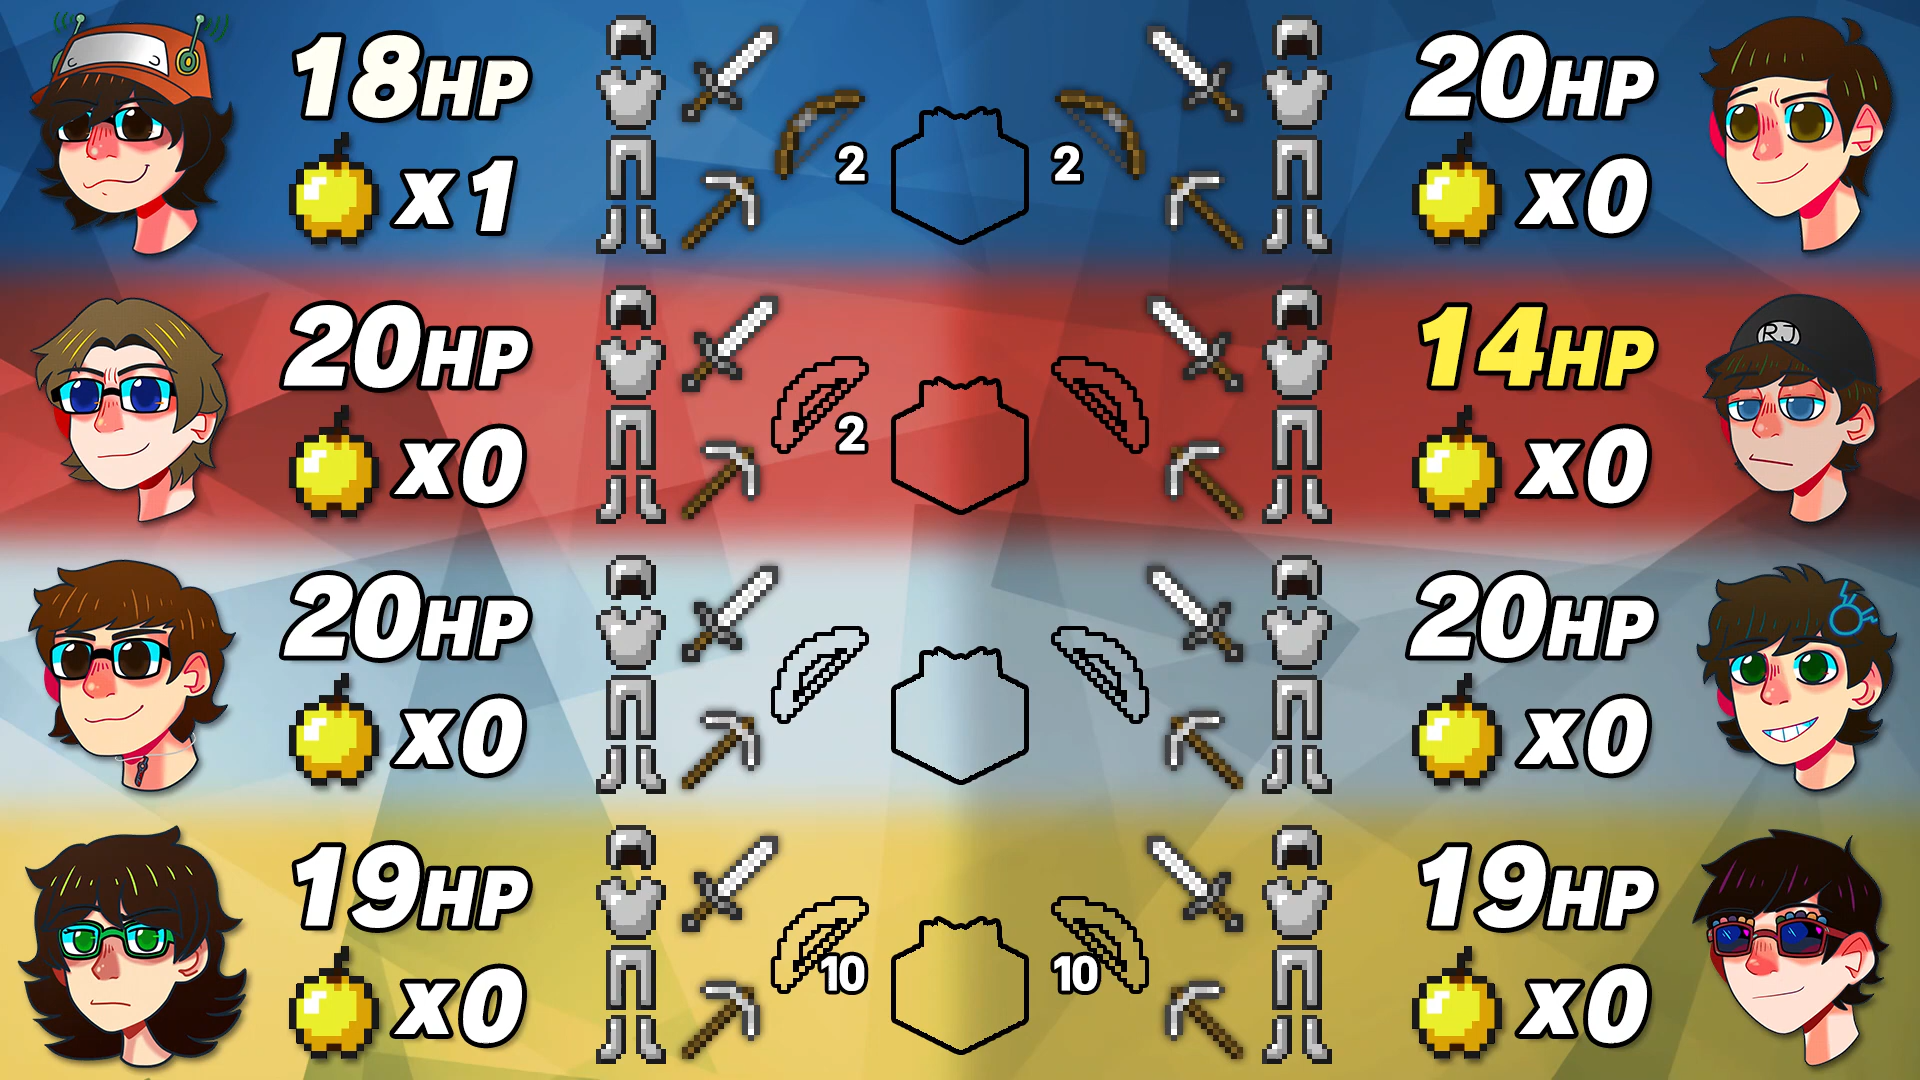 18HP 2 2 20HP
x1 x0
20HP 2 14HP
RJ
x0 x0
20HP 20HP
x0 x0
19HP 10 10 19HP
x0 x0